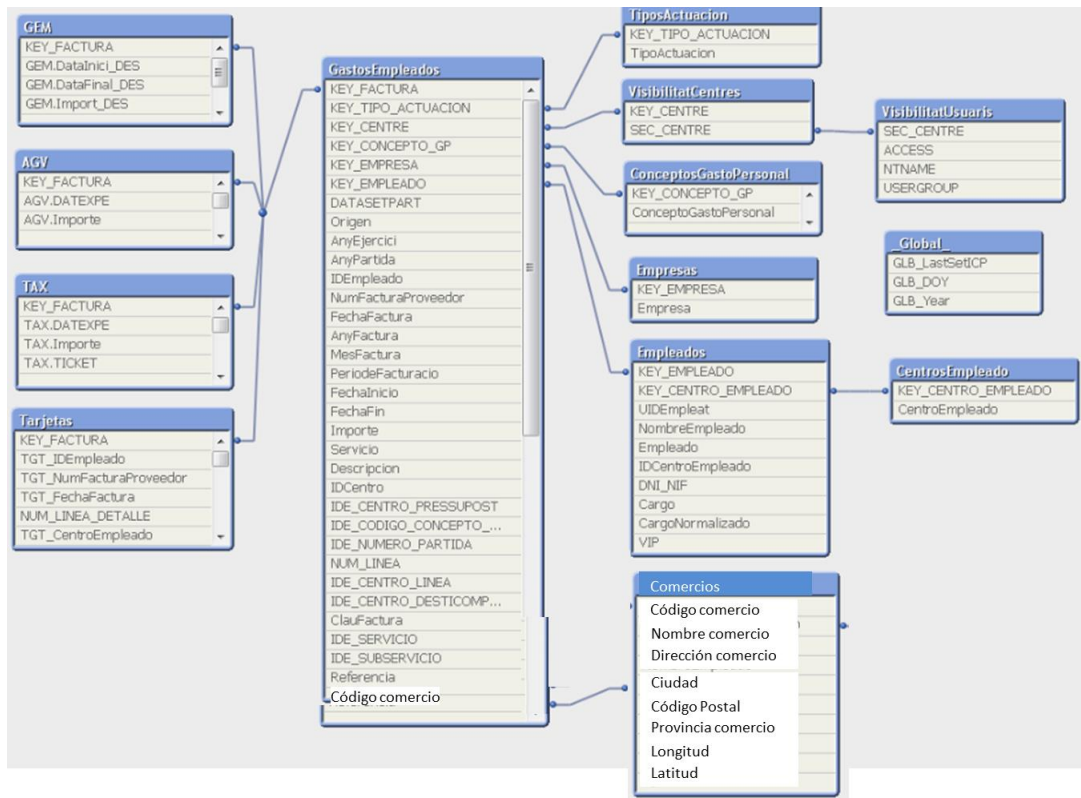 GEM
KEY_FACTURA
GEM.DataInici_DES
GEM.DataFinal_DES
GEM.Import_DES
AGV
KEY_FACTURA
AGV.DATEXPE
AGV.Importe
TAX
KEY_FACTURA
TAX.DATEXPE
TAX.Importe
TAX.TICKET
Tarjetas
KEY_FACTURA
TGT_IDEmpleado
TGT_NumFacturaProveedor
TGT_FechaFactura
NUM_LINEA_DETALLE
TGT_CentroEmpleado
GastosEmpleados
KEY_FACTURA
KEY_TIPO_ACTUACION
KEY_CENTRE
KEY_CONCEPTO_GP
KEY_EMPRESA
KEY_EMPLEADO
DATASETPART
Origen
AnyEjercici
AnyPartida
IDEmpleado
NumFacturaProveedor
FechaFactura
AnyFactura
MesFactura
PeriodeFacturacio
FechaInicio
FechaFin
Importe
Servicio
Descripcion
IDCentro
IDE_CENTRO_PRESSUPOST
IDE_CODIGO_CONCEPTO_...
IDE_NUMERO_PARTIDA
NUM_LINEA
IDE_CENTRO_LINEA
IDE_CENTRO_DESTICOMP...
ClauFactura
IDE_SERVICIO
IDE_SUBSERVICIO
Referencia
Código comercio
TiposActuacion
KEY_TIPO_ACTUACION
TipoActuacion
VisibilitatCentres
KEY_CENTRE
SEC_CENTRE
ConceptosGastoPersonal
KEY_CONCEPTO_GP
ConceptoGastoPersonal
Empresas
KEY_EMPRESA
Empresa
Empleados
KEY_EMPLEADO
KEY_CENTRO_EMPLEADO
UIDEmpleat
NombreEmpleado
Empleado
IDCentroEmpleado
DNI_NIF
Cargo
CargoNormalizado
VIP
Comercios
Código comercio
Nombre comercio
Dirección comercio
Ciudad
Código Postal
Provincia comercio
Longitud
Latitud
VisibilitatUsuaris
SEC_CENTRE
ACCESS
NTNAME
USERGROUP
_Global_
GLB_LastSetICP
GLB_DOY
GLB_Year
CentrosEmpleado
KEY_CENTRO_EMPLEADO
CentroEmpleado